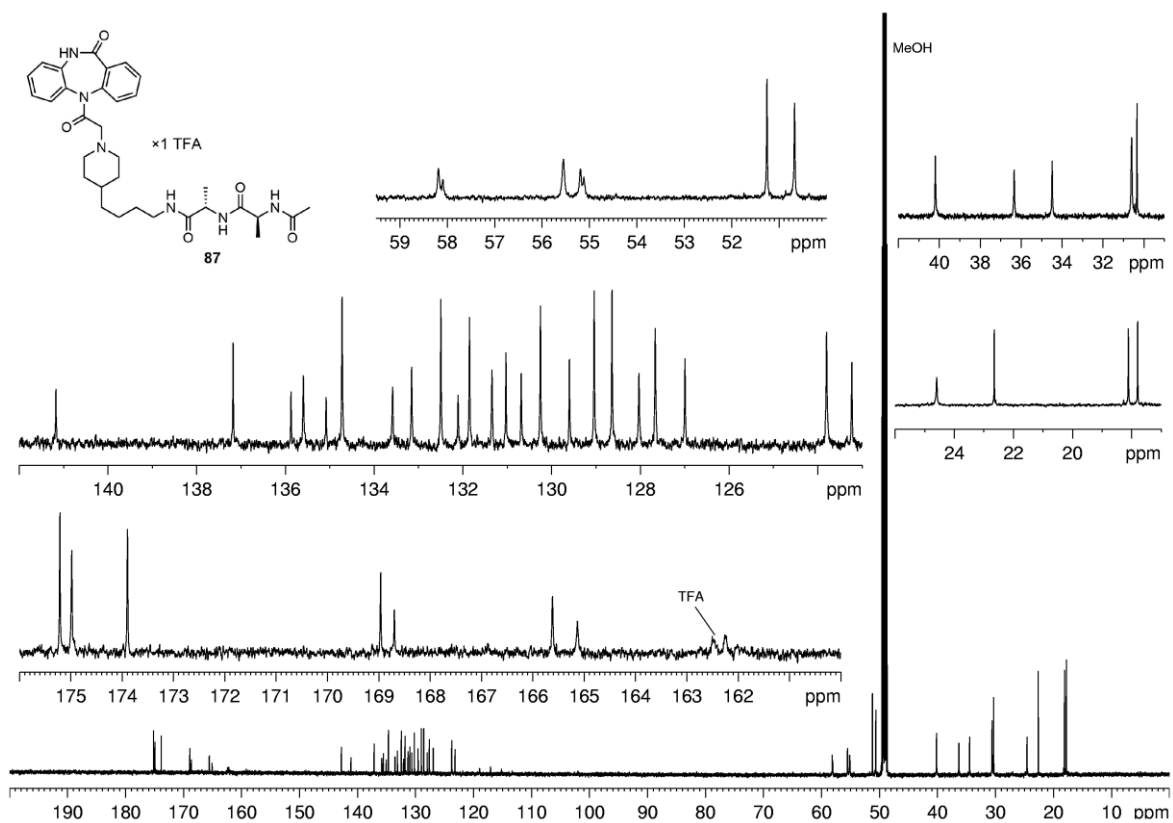 O
HN
N
O
N
×1 TFA
H
N
O
N
H
O
H
N
O
87
MeOH
59 58 57 56 55 54 53 52 ppm
40 38 36 34 32 ppm
24 22 20 ppm
140 138 136 134 132 130 128 126 ppm
TFA
175 174 173 172 171 170 169 168 167 166 165 164 163 162 ppm
190 180 170 160 150 140 130 120 110 100 90 80 70 60 50 40 30 20 10 ppm